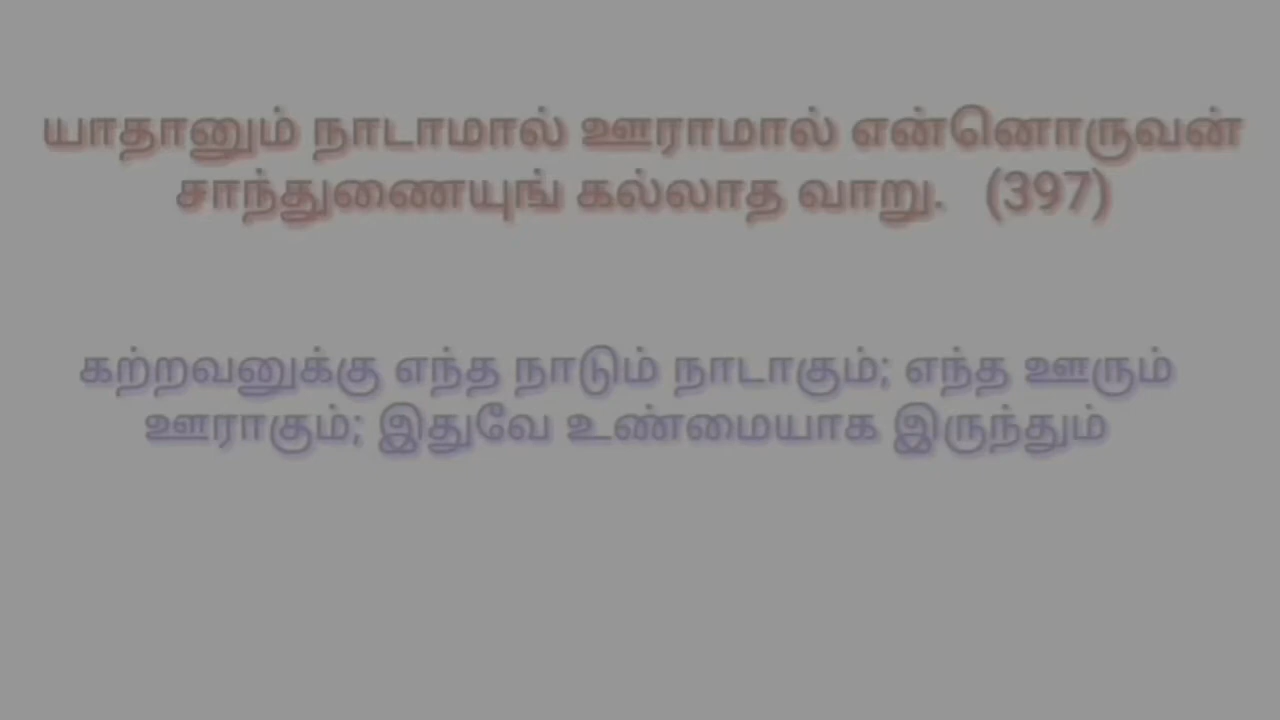 யாதானும் நாடாமால் ஊராமால் என்னொருவன்
சாந்துணையுங் கல்லாத வாறு. (397)
கற்றவனுக்கு எந்த நாடும் நாடாகும்; எந்த ஊரும்
ஊராகும்; இதுவே உண்மையாக இருந்தும்